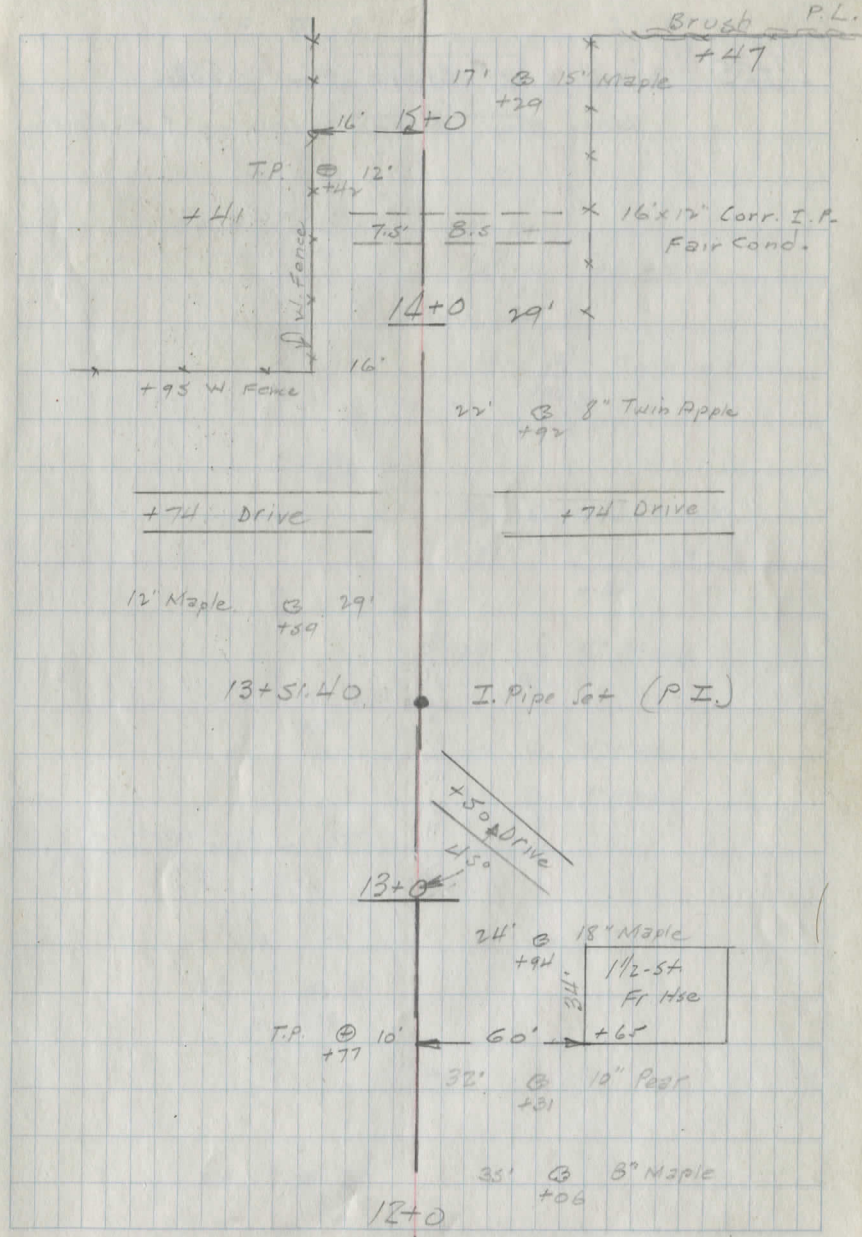 Brush P.L.
+47
17' 15" Maple
+29
16' 15+0
T.P. 12'
+42
+41
16'x12" Corr. I.P.
7.5' 8.5
Fair Cond.
W. Fence
14+0 29'
16'
+95 W Fence
22' 8" Twin Apple
+92
+74 Drive
+74 Drive
12" Maple 29'
+59
13+51.40 I. Pipe Set (P.I.)
+50 Drive
45°
13+0
24' 18" Maple
+94
1 1/2-St
34'
Fr Hse
T.P. 10' 60' +65
+77
32' 10" Pear
+31
35' 8" Maple
+06
12+0